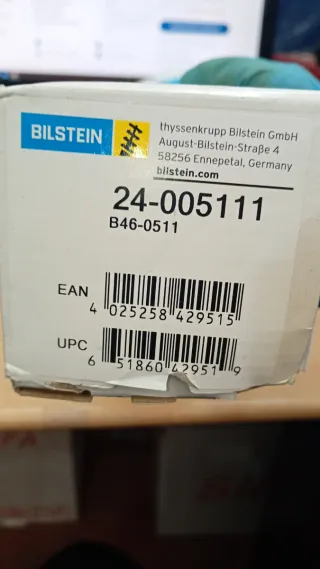 BILSTEIN
thyssenkrupp Bilstein GmbH
August-Bilstein-Straße 4
58256 Ennepetal, Germany
bilstein.com
24-005111
B46-0511
EAN
4 025258 429515
UPC
6 51860 42951 9